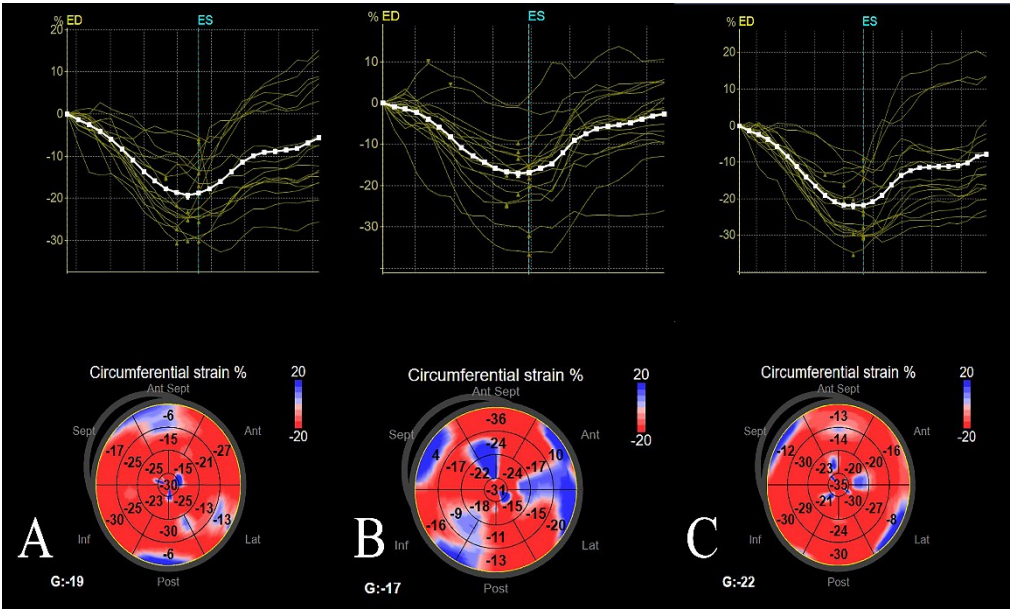 % ED ES
20
10
0
-10
-20
-30
% ED ES
10
0
-10
-20
-30
% ED ES
20
10
0
-10
-20
-30
Circumferential strain %
20
-20
Ant Sept
Sept
Ant
Inf
Lat
Post
-6
-15
-17
-25
-21
-27
-25
-15
-30
-23
-25
-30
-30
-13
-6
A
G:-19
Circumferential strain %
20
-20
Ant Sept
Sept
Ant
Inf
Lat
Post
-36
-24
4
-17
-22
-24
-17
10
-31
-18
-15
-9
-15
-16
-11
-20
-13
B
G:-17
Circumferential strain %
20
-20
Ant Sept
Sept
Ant
Inf
Lat
Post
-13
-14
-12
-30
-23
-20
-20
-16
-35
-21
-29
-27
-30
-24
-8
-30
C
G:-22